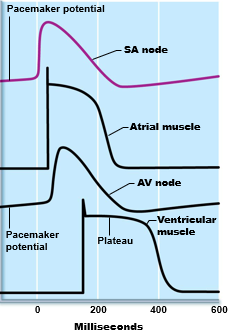 Pacemaker potential
SA node
Atrial muscle
AV node
Ventricular
muscle
Pacemaker
potential
Plateau
0 200 400 600
Milliseconds